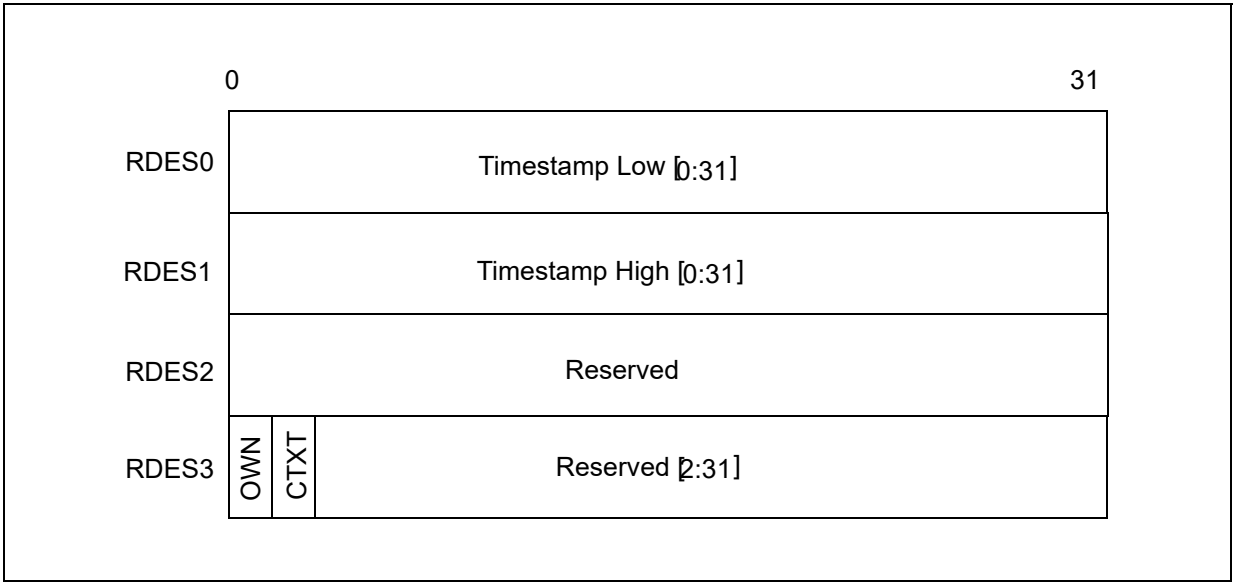 0 31
RDES0 Timestamp Low [0:31]
RDES1 Timestamp High [0:31]
RDES2 Reserved
RDES3 OWN CTXT Reserved [2:31]